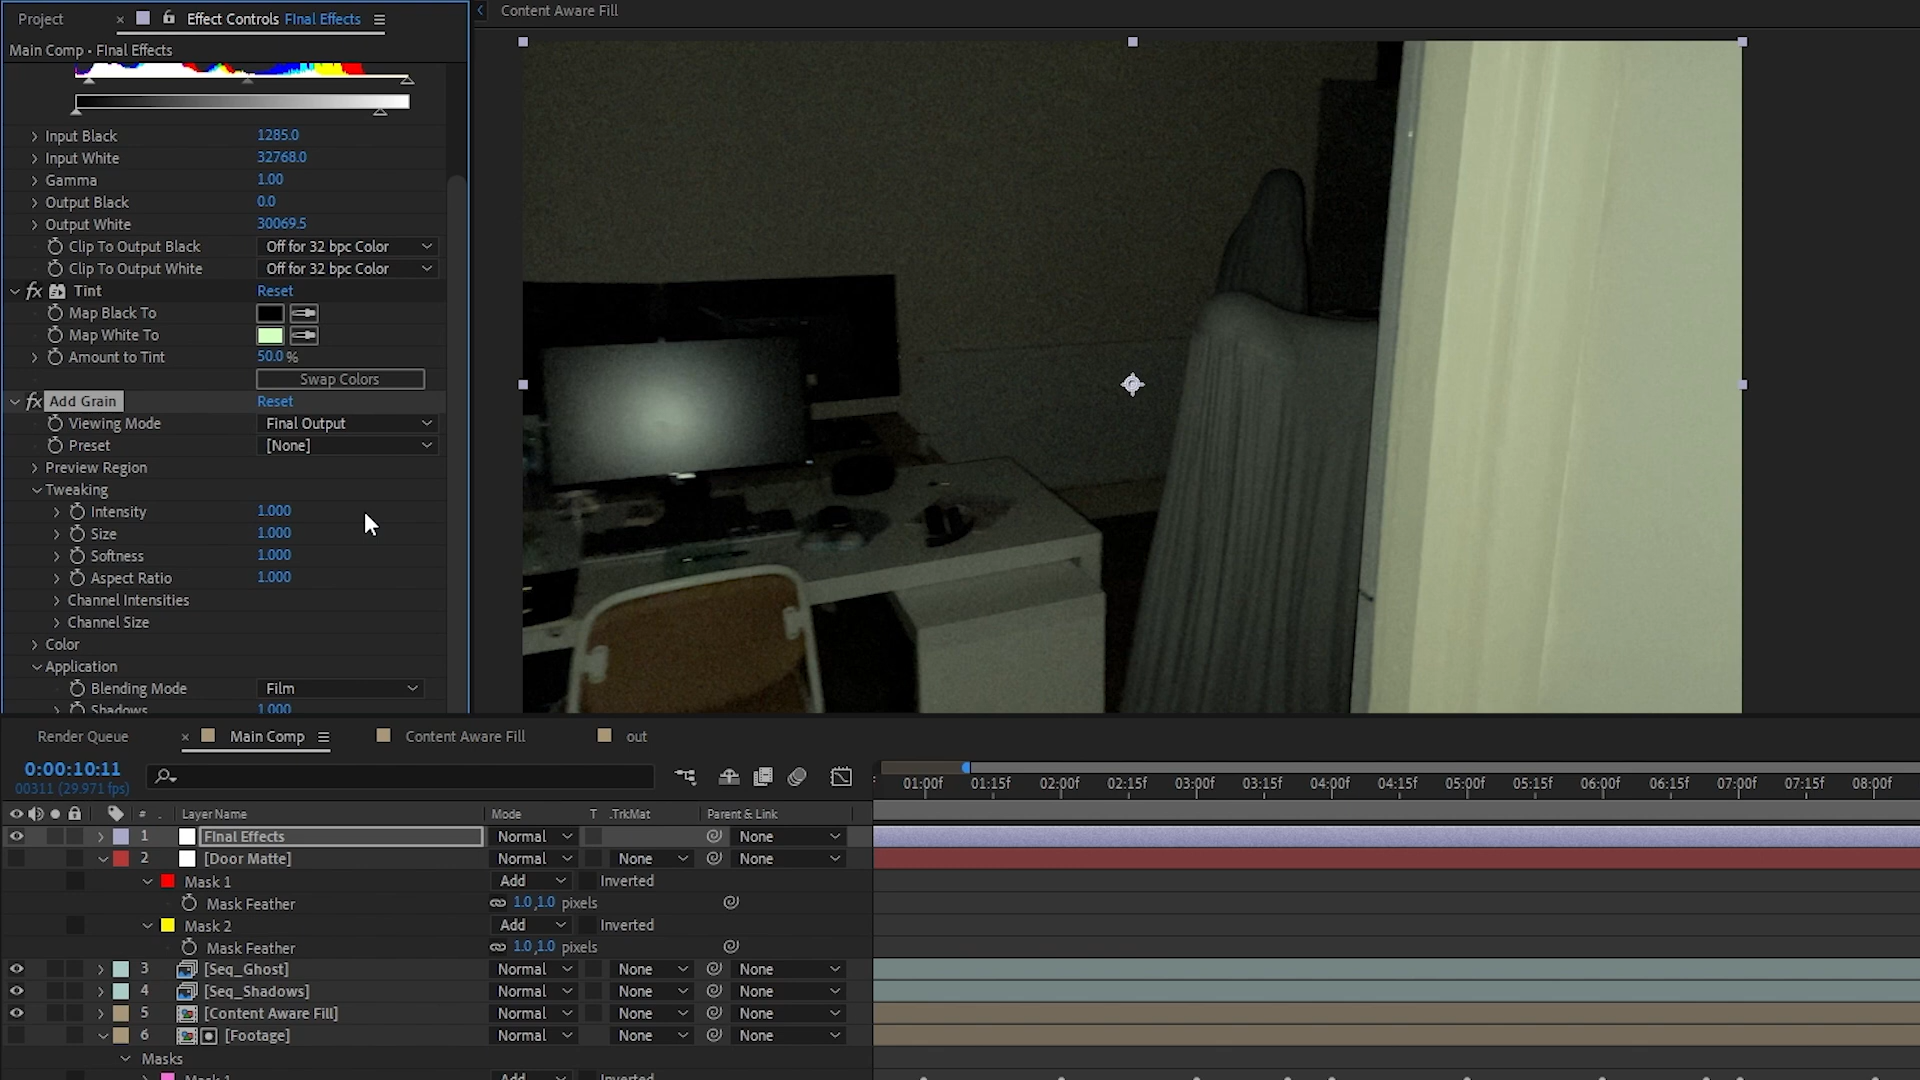 Project × Effect Controls FInal Effects
Content Aware Fill
Main Comp • FInal Effects
Input Black 1285.0
Input White 32768.0
Gamma 1.00
Output Black 0.0
Output White 30069.5
Clip To Output Black Off for 32 bpc Color
Clip To Output White Off for 32 bpc Color
fx Tint Reset
Map Black To
Map White To
Amount to Tint 50.0 %
Swap Colors
fx Add Grain Reset
Viewing Mode Final Output
Preset [None]
Preview Region
Tweaking
Intensity 1.000
Size 1.000
Softness 1.000
Aspect Ratio 1.000
Channel Intensities
Channel Size
Color
Application
Blending Mode Film
Shadows 1.000
Render Queue × Main Comp Content Aware Fill out
0:00:10:11
00311 (29.971 fps)
01:00f 01:15f 02:00f 02:15f 03:00f 03:15f 04:00f 04:15f 05:00f 05:15f 06:00f 06:15f 07:00f 07:15f 08:00f
# . Layer Name Mode T .TrkMat Parent & Link
1 FInal Effects Normal None
2 [Door Matte] Normal None None
Mask 1 Add Inverted
Mask Feather 1.0,1.0 pixels
Mask 2 Add Inverted
Mask Feather 1.0,1.0 pixels
3 [Seq_Ghost] Normal None None
4 [Seq_Shadows] Normal None None
5 [Content Aware Fill] Normal None None
6 [Footage] Normal None None
Masks
Mask 1 Add Inverted